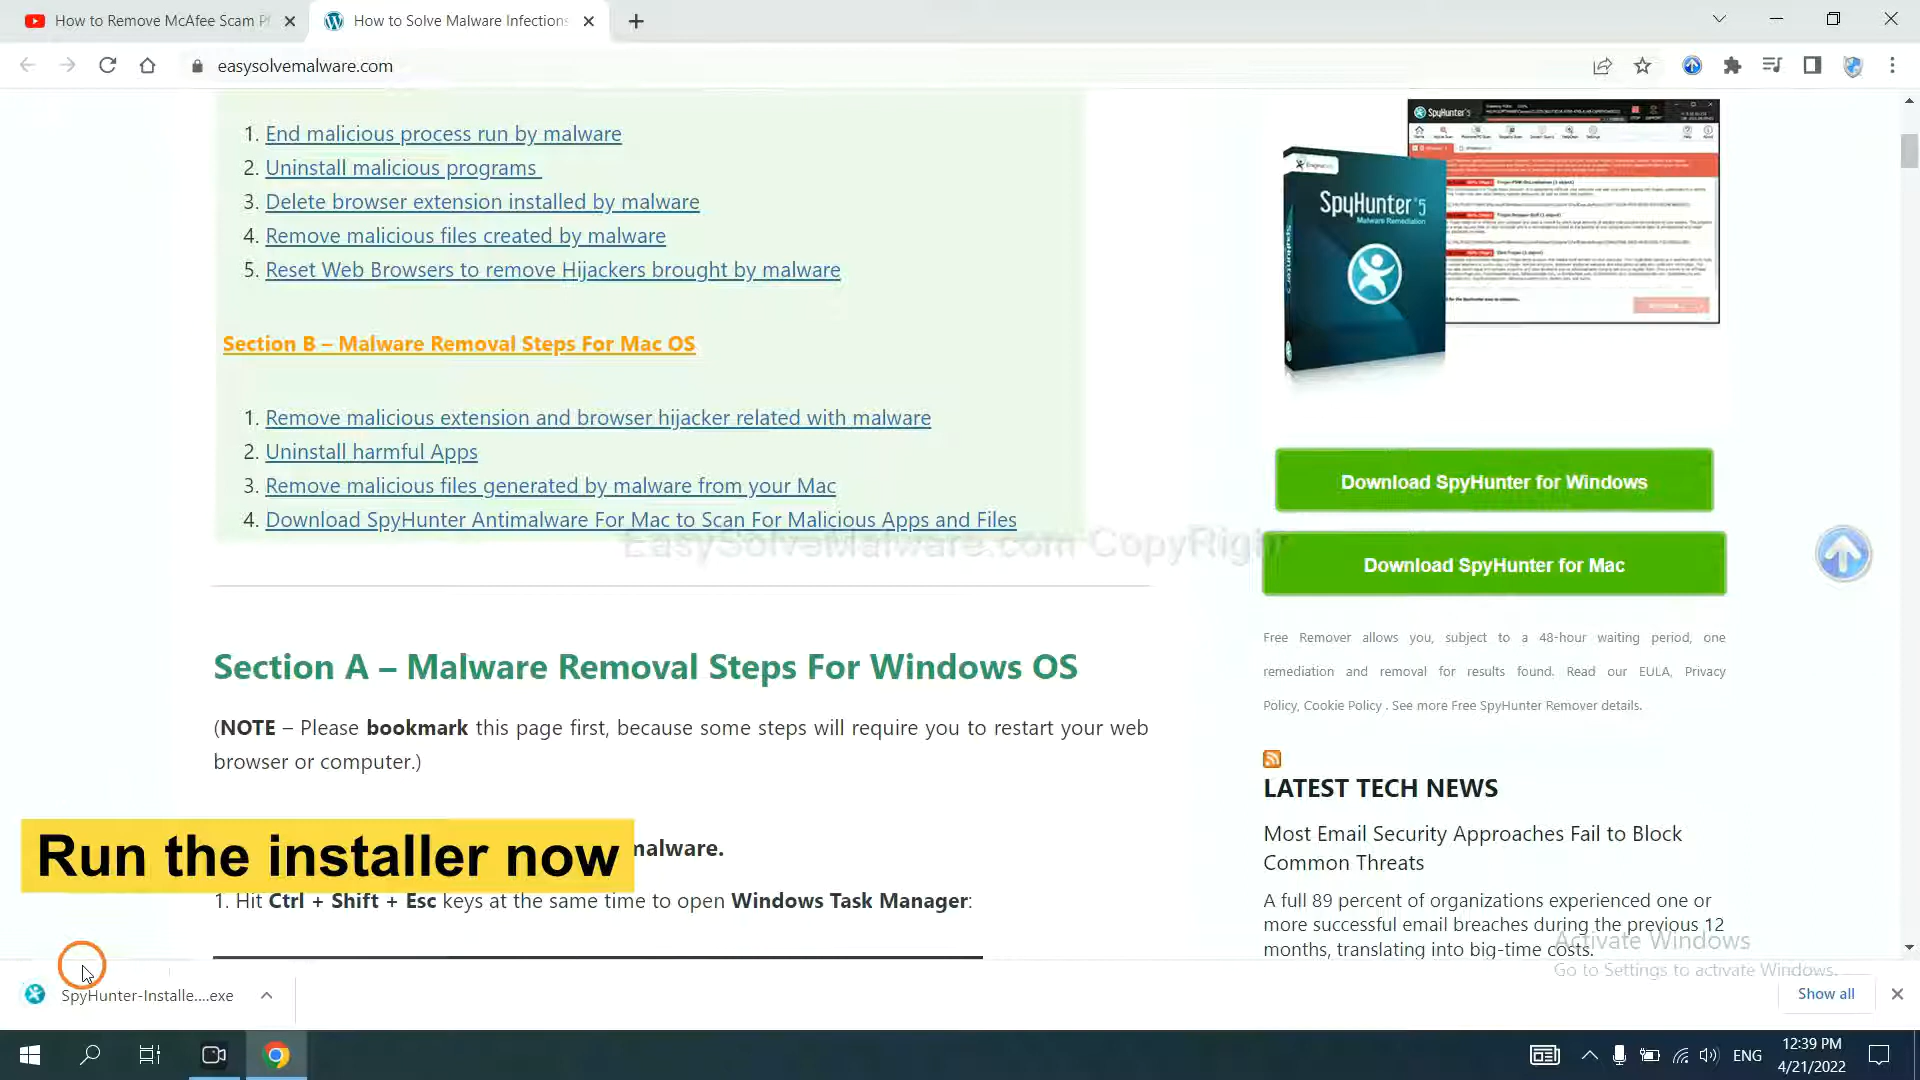 How to Remove McAfee Scam P
How to Solve Malware Infections
easysolvemalware.com
1. End malicious process run by malware
2. Uninstall malicious programs
3. Delete browser extension installed by malware
4. Remove malicious files created by malware
5. Reset Web Browsers to remove Hijackers brought by malware
Section B – Malware Removal Steps For Mac OS
1. Remove malicious extension and browser hijacker related with malware
2. Uninstall harmful Apps
3. Remove malicious files generated by malware from your Mac
4. Download SpyHunter Antimalware For Mac to Scan For Malicious Apps and Files
EasySolveMalware.com CopyRight
Section A – Malware Removal Steps For Windows OS
(NOTE – Please bookmark this page first, because some steps will require you to restart your web
browser or computer.)
Run the installer now
malware.
1. Hit Ctrl + Shift + Esc keys at the same time to open Windows Task Manager:
SpyHunter 5
Malware Remediation
SpyHunter 5
Download SpyHunter for Windows
Download SpyHunter for Mac
Free Remover allows you, subject to a 48-hour waiting period, one
remediation and removal for results found. Read our EULA, Privacy
Policy, Cookie Policy . See more Free SpyHunter Remover details.
LATEST TECH NEWS
Most Email Security Approaches Fail to Block
Common Threats
A full 89 percent of organizations experienced one or
more successful email breaches during the previous 12
months, translating into big-time costs.
Activate Windows
Go to Settings to activate Windows.
SpyHunter-Installe....exe
Show all
ENG
12:39 PM
4/21/2022